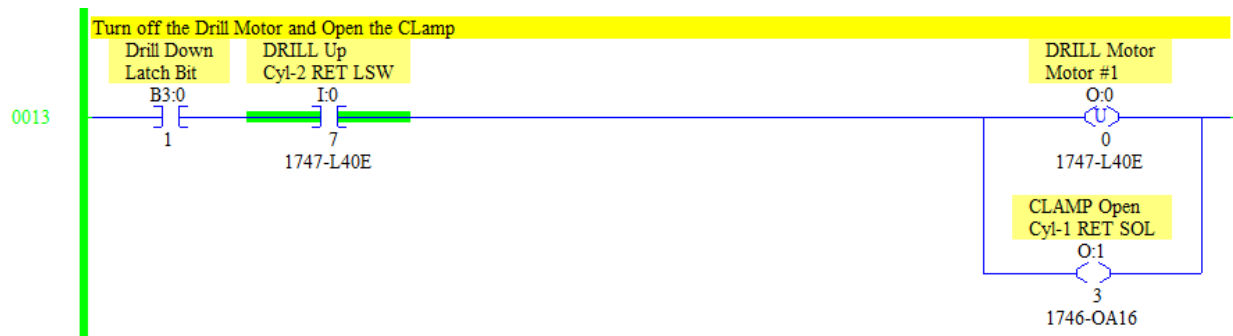 Turn off the Drill Motor and Open the CLamp
Drill Down
Latch Bit
B3:0
1
DRILL Up
Cyl-2 RET LSW
I:0
7
1747-L40E
DRILL Motor
Motor #1
O:0
U
0
1747-L40E
0013
CLAMP Open
Cyl-1 RET SOL
O:1
3
1746-OA16